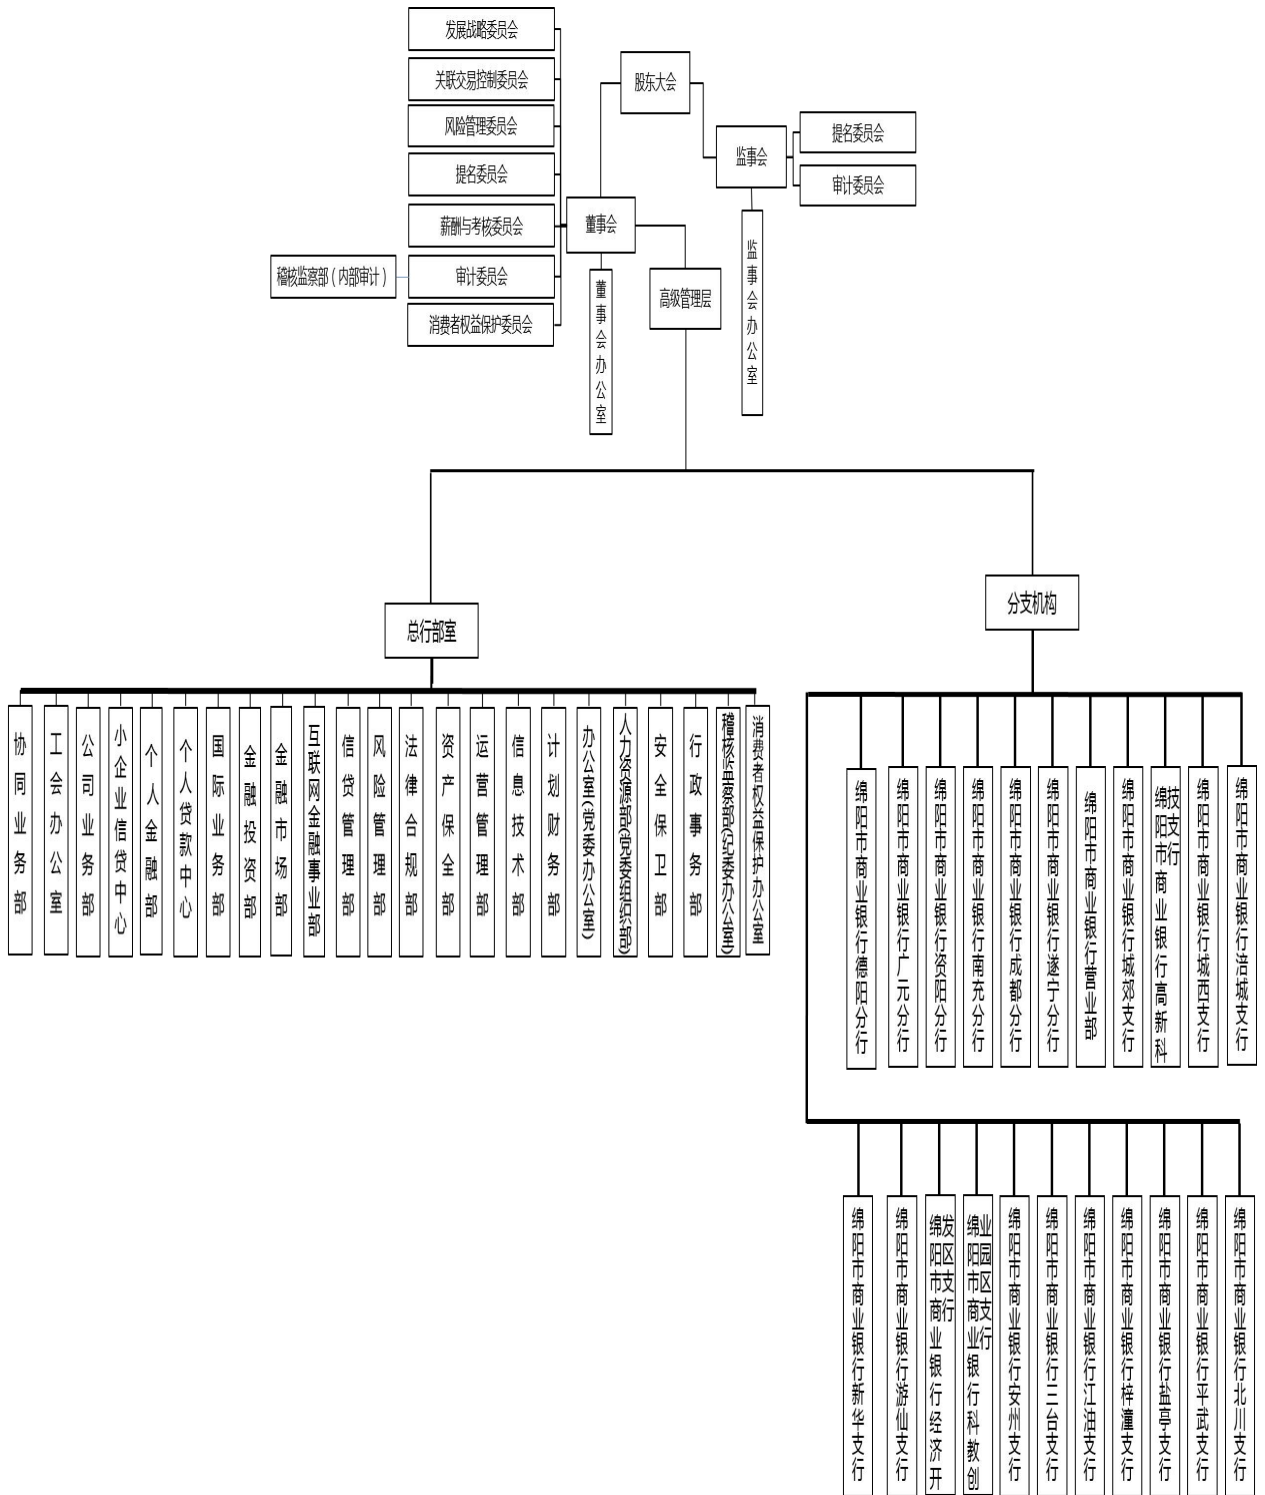 发展战略委员会
关联交易控制委员会
风险管理委员会
提名委员会
薪酬与考核委员会
审计委员会
消费者权益保护委员会
稽核监察部（内部审计）
股东大会
董事会
监事会
提名委员会
审计委员会
董事会办公室
高级管理层
监事会办公室
总行部室
分支机构
协同业务部
工会办公室
公司业务部
小企业信贷中心
个人金融部
个人贷款中心
国际业务部
金融投资部
金融市场部
互联网金融事业部
信贷管理部
风险管理部
法律合规部
资产保全部
运营管理部
信息技术部
计划财务部
办公室(党委办公室)
人力资源部(党委组织部)
安全保卫部
行政事务部
稽核监察部(纪委办公室)
消费者权益保护办公室
绵阳市商业银行德阳分行
绵阳市商业银行广元分行
绵阳市商业银行资阳分行
绵阳市商业银行南充分行
绵阳市商业银行成都分行
绵阳市商业银行遂宁分行
绵阳市商业银行营业部
绵阳市商业银行城郊支行
绵阳市商业银行高新科
技支行
绵阳市商业银行城西支行
绵阳市商业银行涪城支行
绵阳市商业银行新华支行
绵阳市商业银行游仙支行
绵阳市商业银行经济开
发区支行
绵阳市商业银行科教创
业园区支行
绵阳市商业银行安州支行
绵阳市商业银行三台支行
绵阳市商业银行江油支行
绵阳市商业银行梓潼支行
绵阳市商业银行盐亭支行
绵阳市商业银行平武支行
绵阳市商业银行北川支行